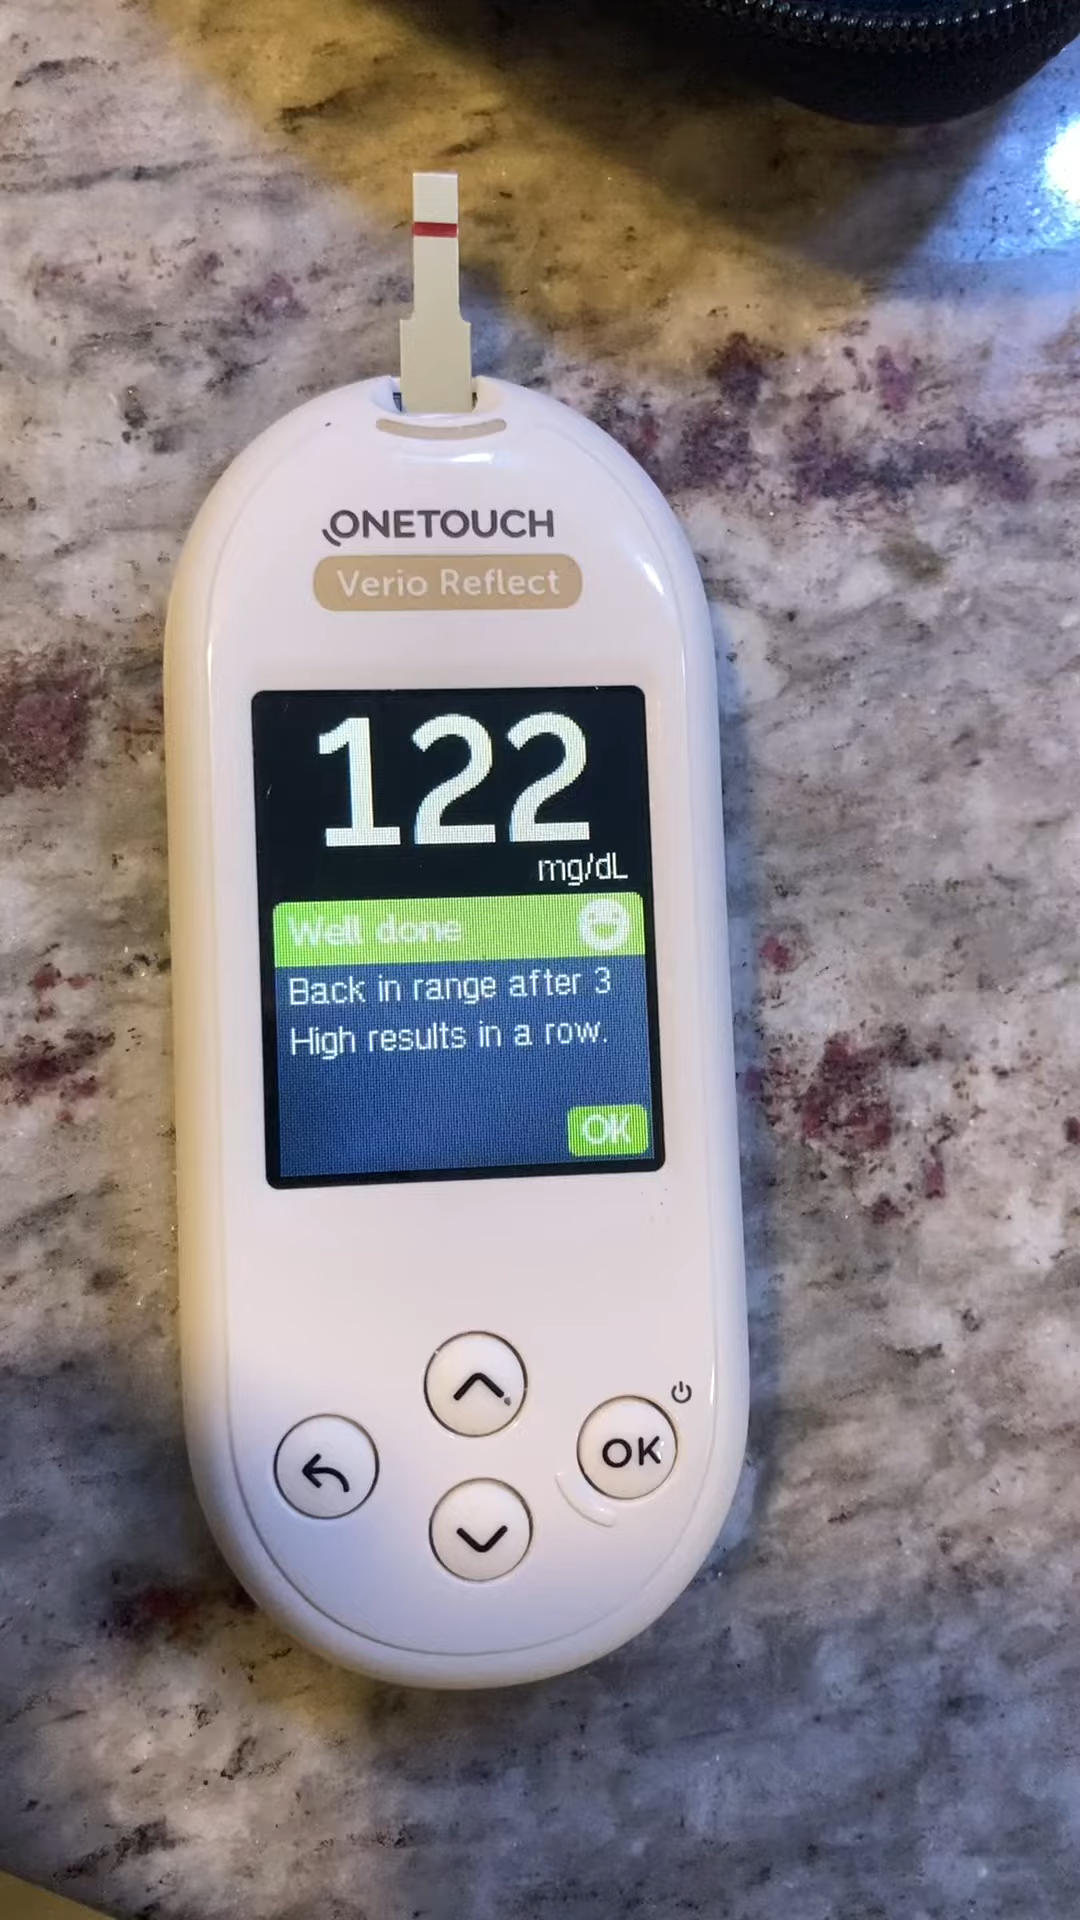 ONETOUCH
Verio Reflect
122
mg/dL
Well done
Back in range after 3
High results in a row.
OK
OK